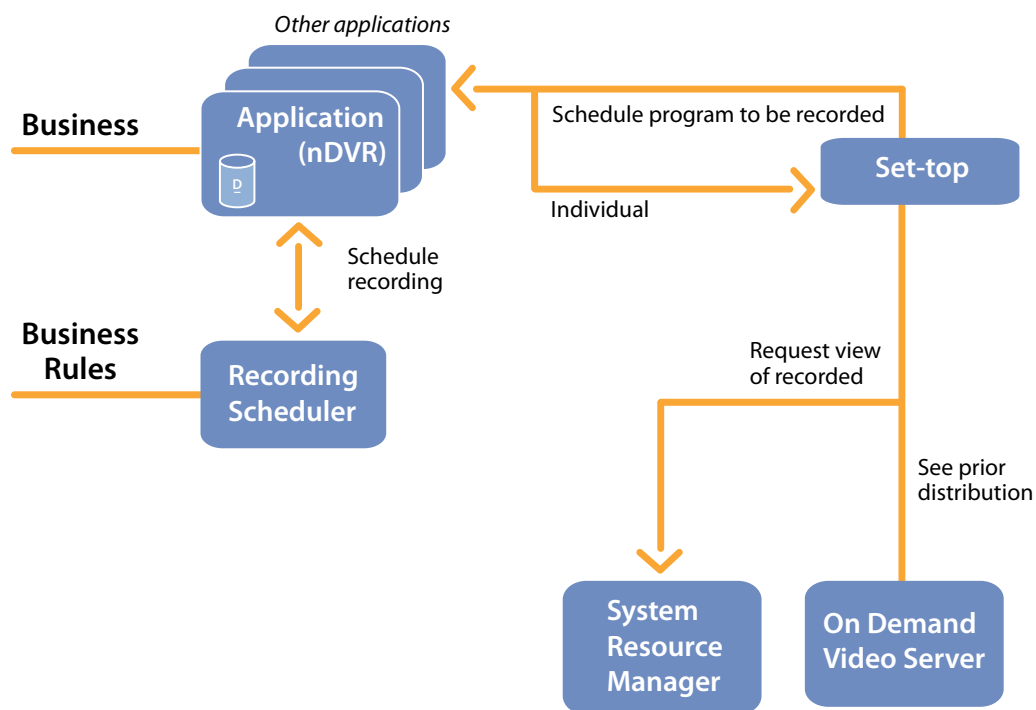 Other applications
Business
Application
(nDVR)
D
Schedule program to be recorded
Set-top
Individual
Schedule
recording
Business
Rules
Recording
Scheduler
Request view
of recorded
See prior
distribution
System
Resource
Manager
On Demand
Video Server